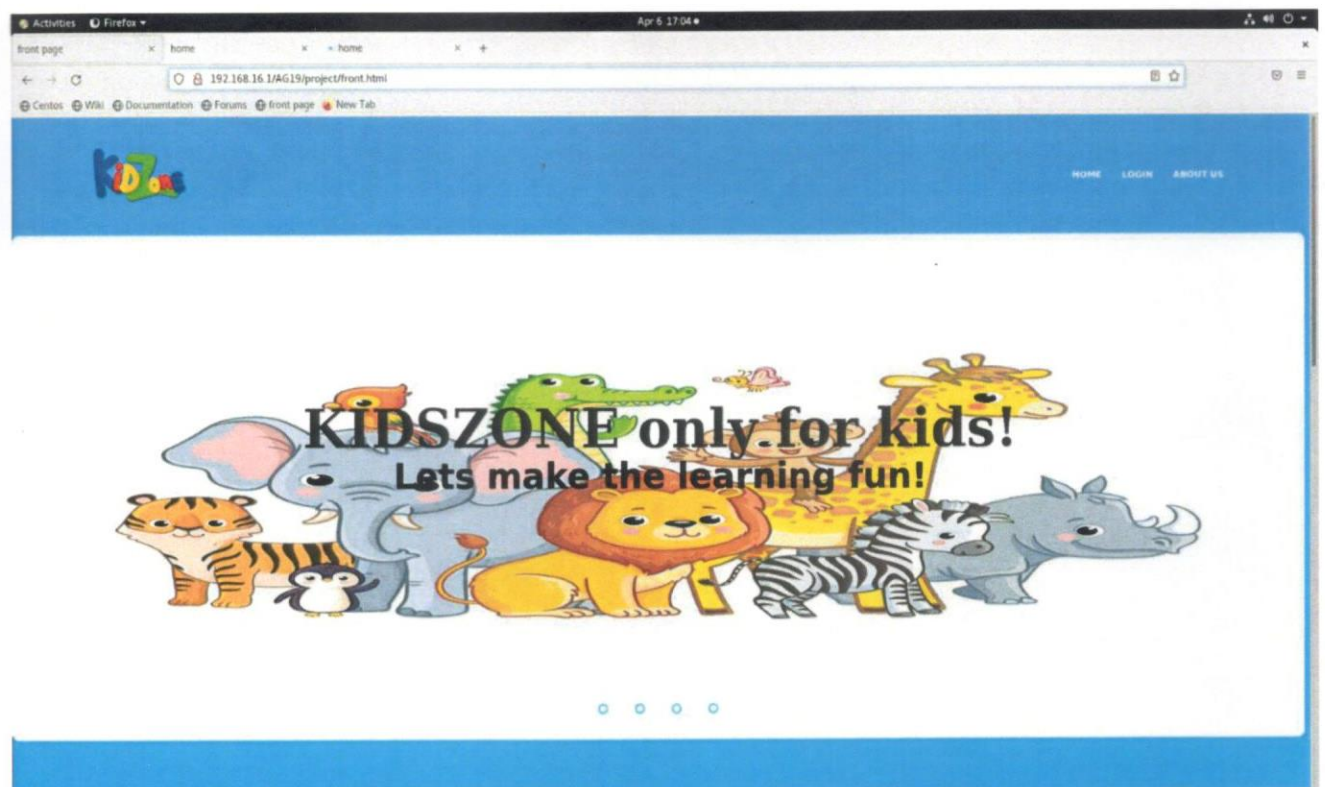 Activities Firefox Apr 6 17:04
front page × home × home × +
192.168.16.1/AG19/project/front.html
Centos Wiki Documentation Forums front page New Tab
KiDZone
HOME LOGIN ABOUT US
KIDSZONE only for kids!
Lets make the learning fun!